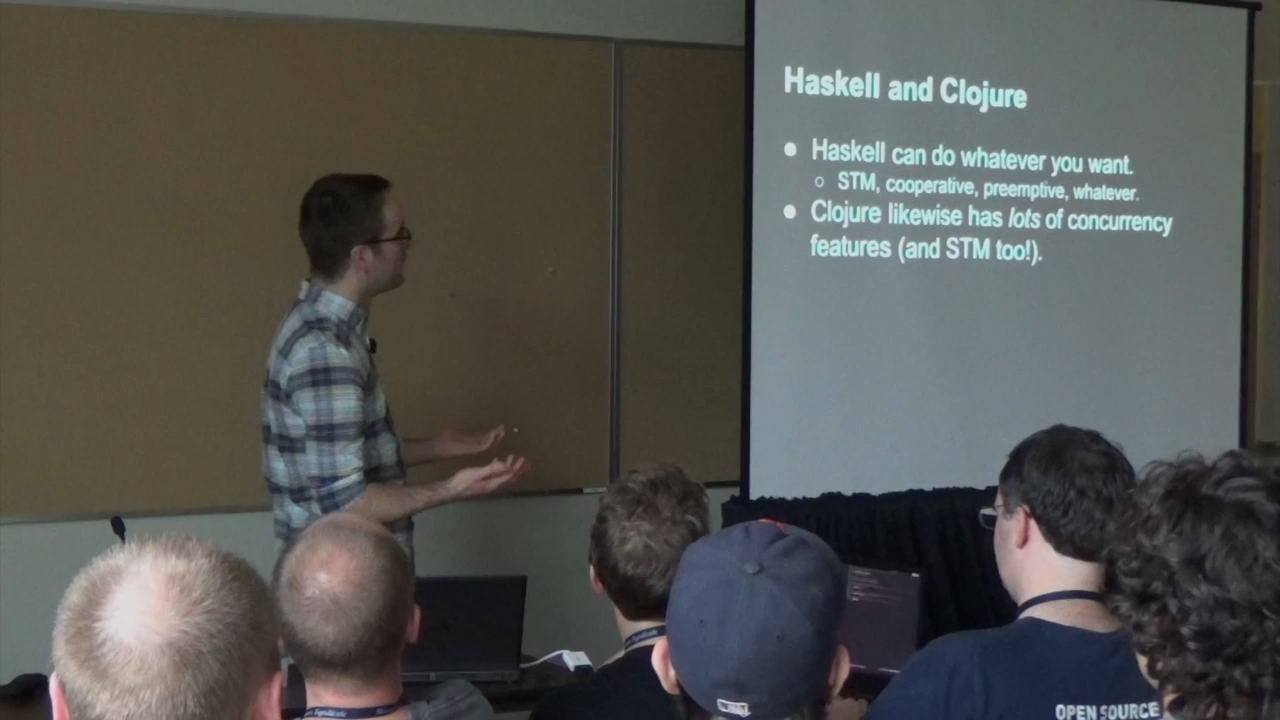 Haskell and Clojure
● Haskell can do whatever you want.
○ STM, cooperative, preemptive, whatever.
● Clojure likewise has lots of concurrency
features (and STM too!).
OPEN SOURCE
Syndicate